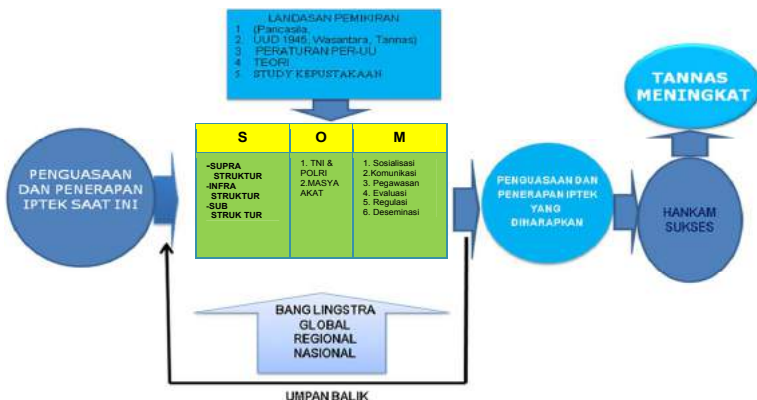 LANDASAN PEMIKIRAN
1 (Pancasila,
2. UUD 1945, Wasantara, Tannas)
3 PERATURAN PER-UU
4 TEORI
5. STUDY KEPUSTAKAAN
TANNAS
MENINGKAT
PENGUASAAN
DAN PENERAPAN
IPTEK SAAT INI
S
-SUPRA
STRUKTUR
-INFRA
STRUKTUR
-SUB
STRUK TUR
O
1. TNI &
POLRI
2.MASYA
AKAT
M
1. Sosialisasi
2.Komunikasi
3. Pegawasan
4. Evaluasi
5. Regulasi
6. Deseminasi
PENGUASAAN DAN
PENERAPAN IPTEK
YANG
DIHARAPKAN
HANKAM
SUKSES
BANG LINGSTRA
GLOBAL
REGIONAL
NASIONAL
UMPAN BALIK